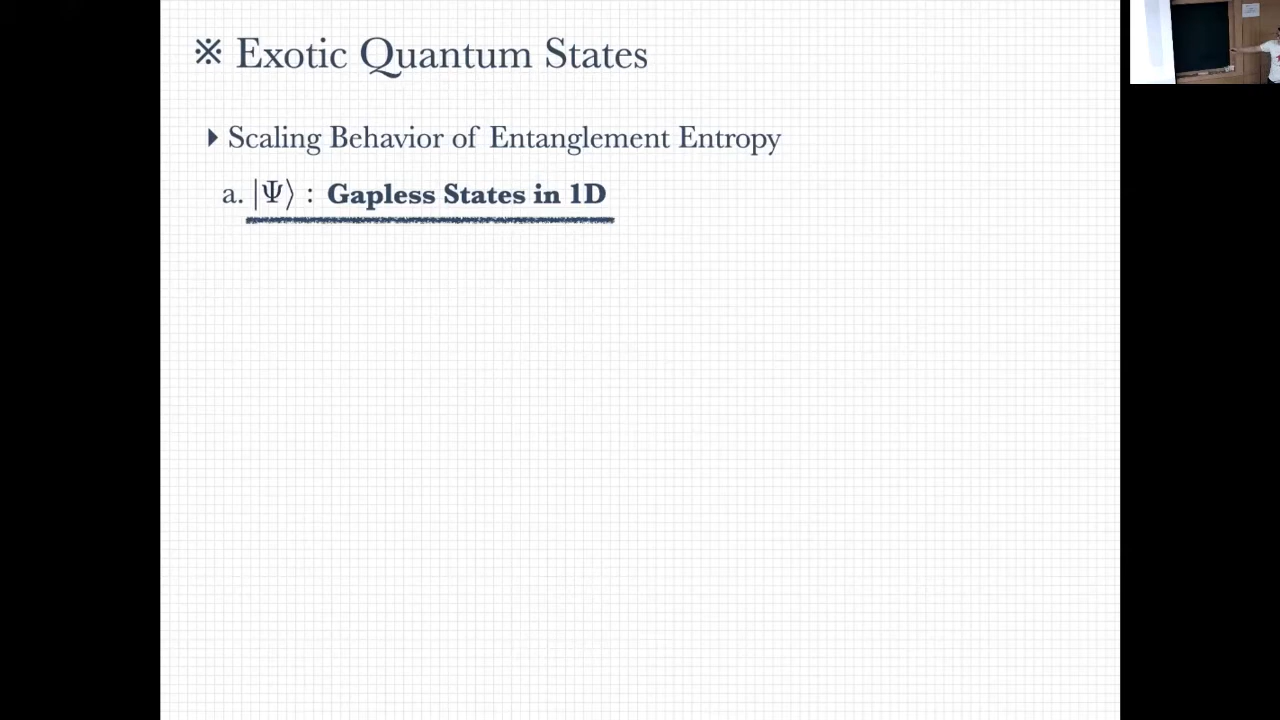 ※ Exotic Quantum States
▸ Scaling Behavior of Entanglement Entropy
a. |Ψ⟩ : Gapless States in 1D